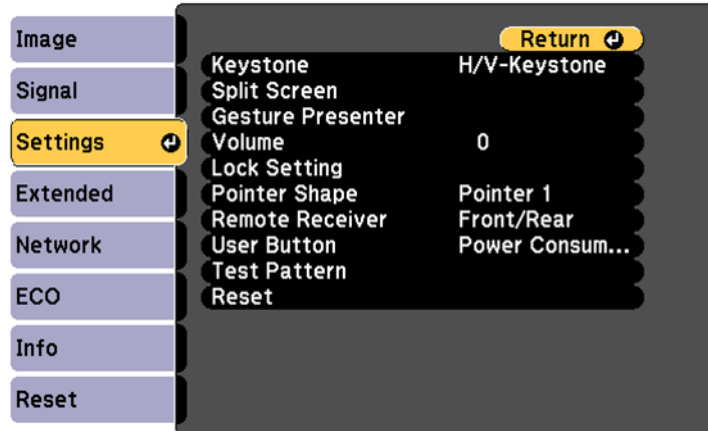 Image
Signal
Settings
Extended
Network
ECO
Info
Reset
Return
Keystone H/V-Keystone
Split Screen
Gesture Presenter
Volume 0
Lock Setting
Pointer Shape Pointer 1
Remote Receiver Front/Rear
User Button Power Consum...
Test Pattern
Reset